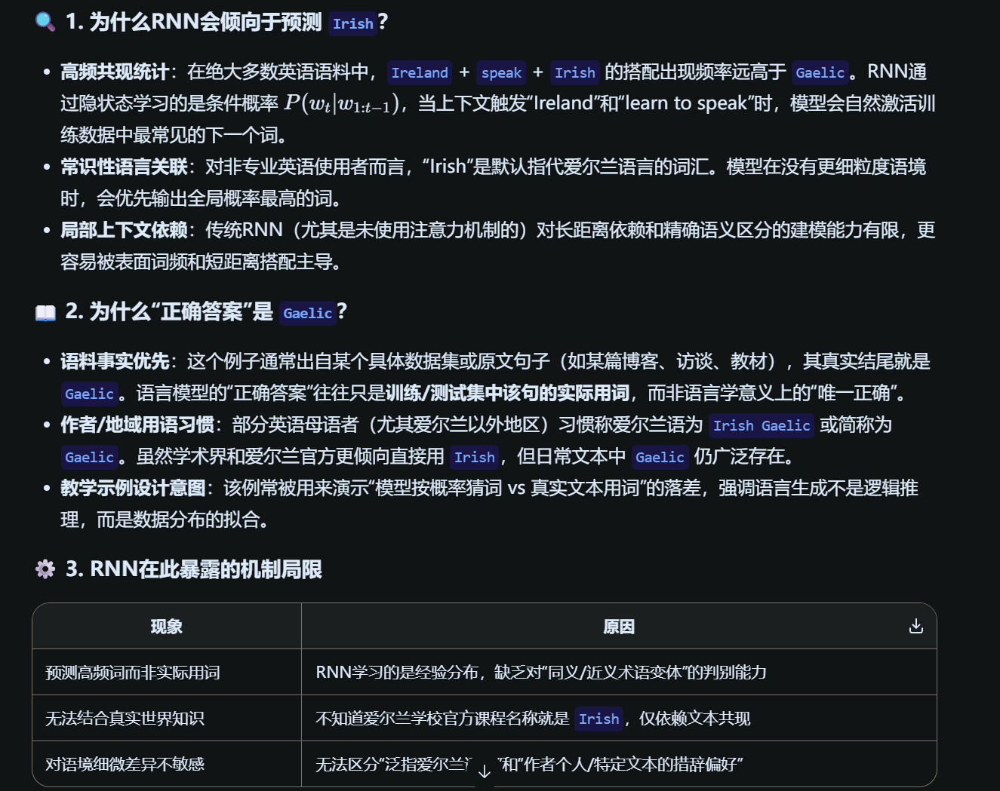 🔍 1. 为什么RNN会倾向于预测 Irish?
• 高频共现统计：在绝大多数英语语料中，Ireland + speak + Irish 的搭配出现频率远高于 Gaelic。RNN通
过隐状态学习的是条件概率 P(wₜ|w₁:ₜ₋₁)，当上下文触发“Ireland”和“learn to speak”时，模型会自然激活训
练数据中最常见的下一个词。
• 常识性语言关联：对非专业英语使用者而言，“Irish”是默认指代爱尔兰语言的词汇。模型在没有更细粒度语境
时，会优先输出全局概率最高的词。
• 局部上下文依赖：传统RNN（尤其是未使用注意力机制的）对长距离依赖和精确语义区分的建模能力有限，更
容易被表面词频和短距离搭配主导。
📖 2. 为什么“正确答案”是 Gaelic?
• 语料事实优先：这个例子通常出自某个具体数据集或原文句子（如某篇博客、访谈、教材），其真实结尾就是
Gaelic。语言模型的“正确答案”往往只是训练/测试集中该句的实际用词，而非语言学意义上的“唯一正确”。
• 作者/地域用语习惯：部分英语母语者（尤其爱尔兰以外地区）习惯称爱尔兰语为 Irish Gaelic 或简称为
Gaelic。虽然学术界和爱尔兰官方更倾向直接用 Irish，但日常文本中 Gaelic 仍广泛存在。
• 教学示例设计意图：该例常被用来演示“模型按概率猜词 vs 真实文本用词”的落差，强调语言生成不是逻辑推
理，而是数据分布的拟合。
⚙️ 3. RNN在此暴露的机制局限
现象 原因
预测高频词而非实际用词 RNN学习的是经验分布，缺乏对“同义/近义术语变体”的判别能力
无法结合真实世界知识 不知道爱尔兰学校官方课程名称就是 Irish，仅依赖文本共现
对语境细微差异不敏感 无法区分“泛指爱尔兰”和“作者个人/特定文本的措辞偏好”